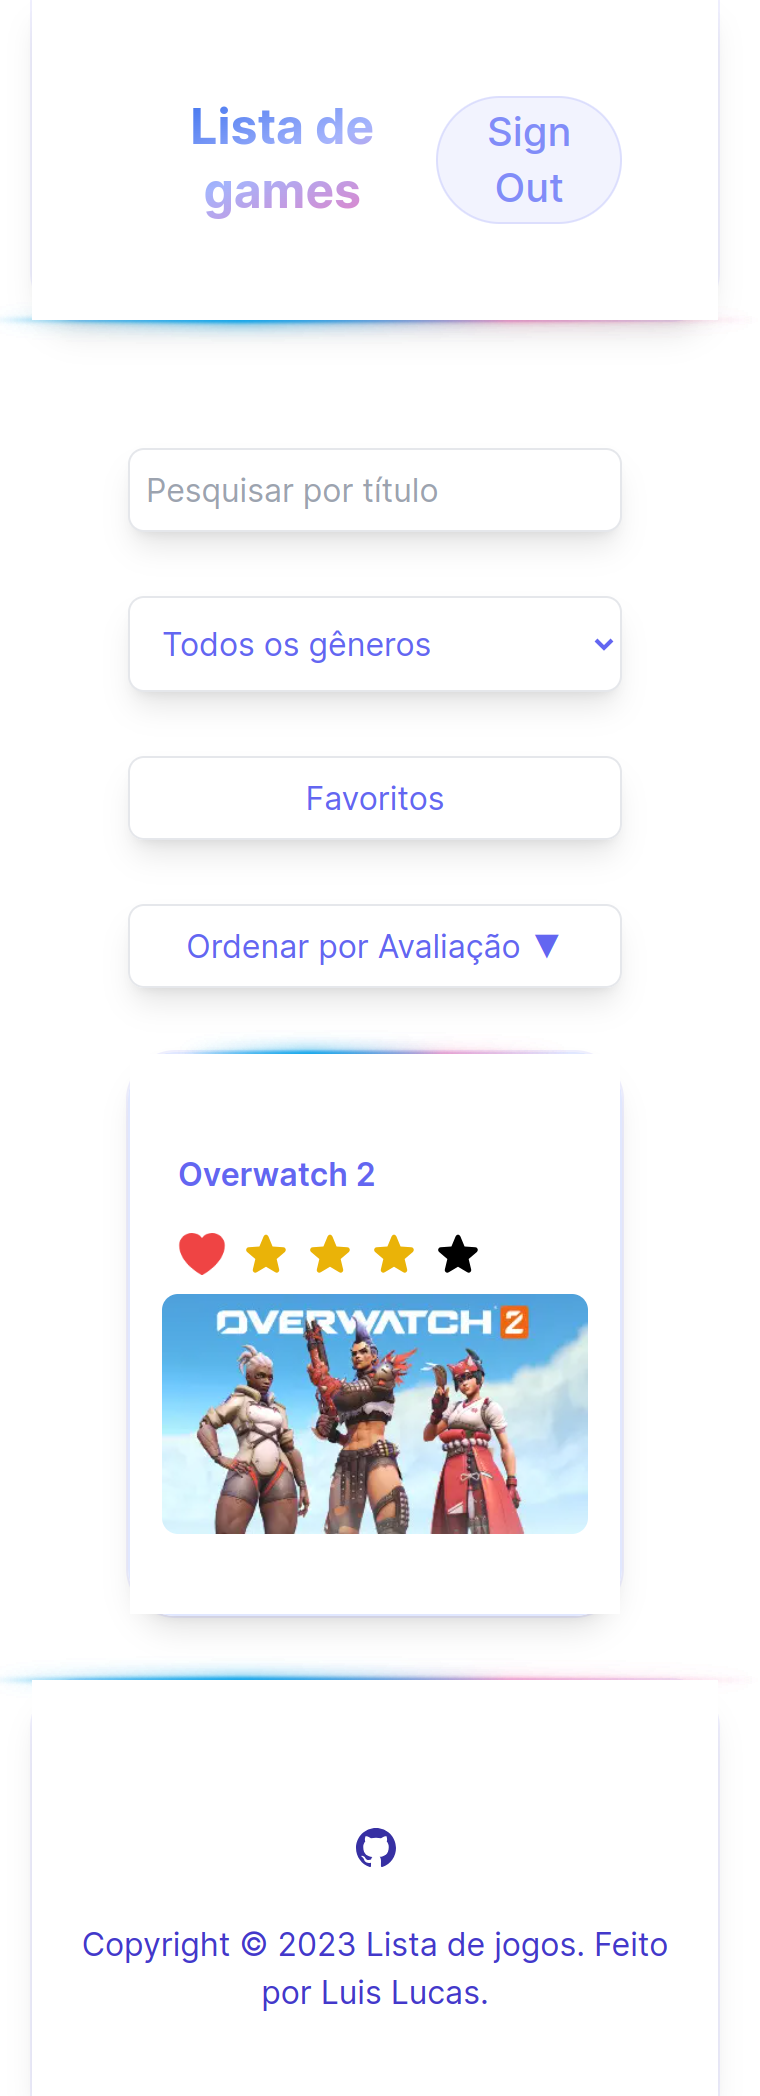 Lista de
games
Sign
Out
Pesquisar por título
Todos os gêneros
Favoritos
Ordenar por Avaliação ▼
Overwatch 2
OVERWATCH 2
Copyright © 2023 Lista de jogos. Feito
por Luis Lucas.